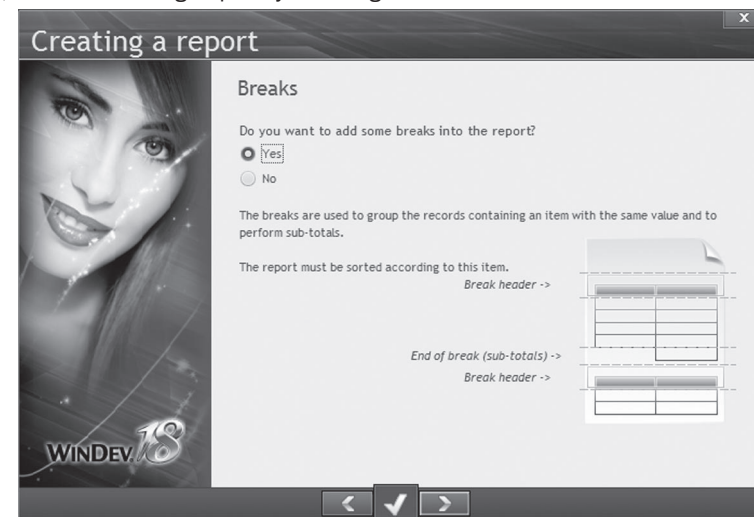 Creating a report
x
Breaks
Do you want to add some breaks into the report?
Yes
No
The breaks are used to group the records containing an item with the same value and to
perform sub-totals.
The report must be sorted according to this item.
Break header ->
End of break (sub-totals) ->
Break header ->
WINDEV 18